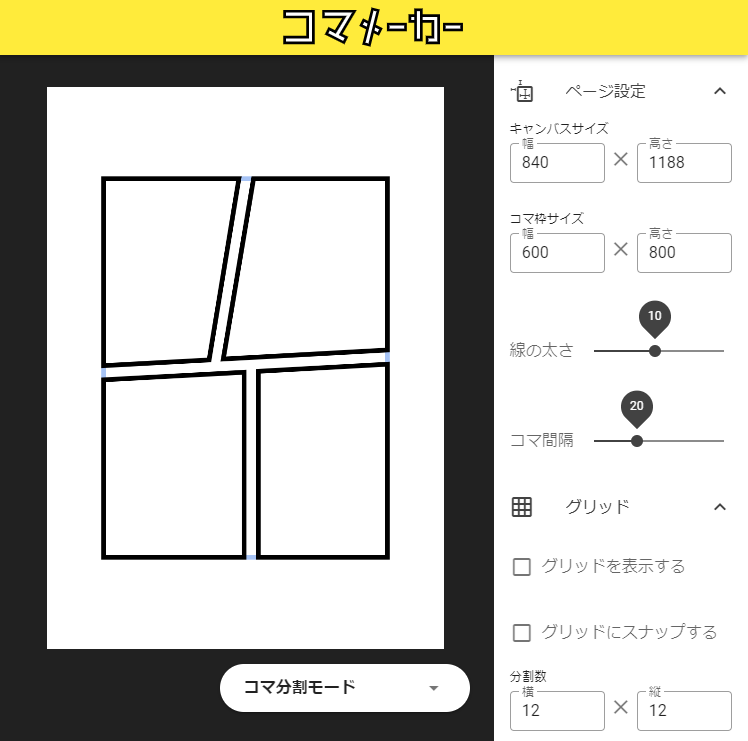 コマメーカー
ページ設定
キャンバスサイズ
幅 高さ
840 × 1188
コマ枠サイズ
幅 高さ
600 × 800
10
線の太さ
20
コマ間隔
グリッド
グリッドを表示する
グリッドにスナップする
分割数
横 縦
12 × 12
コマ分割モード